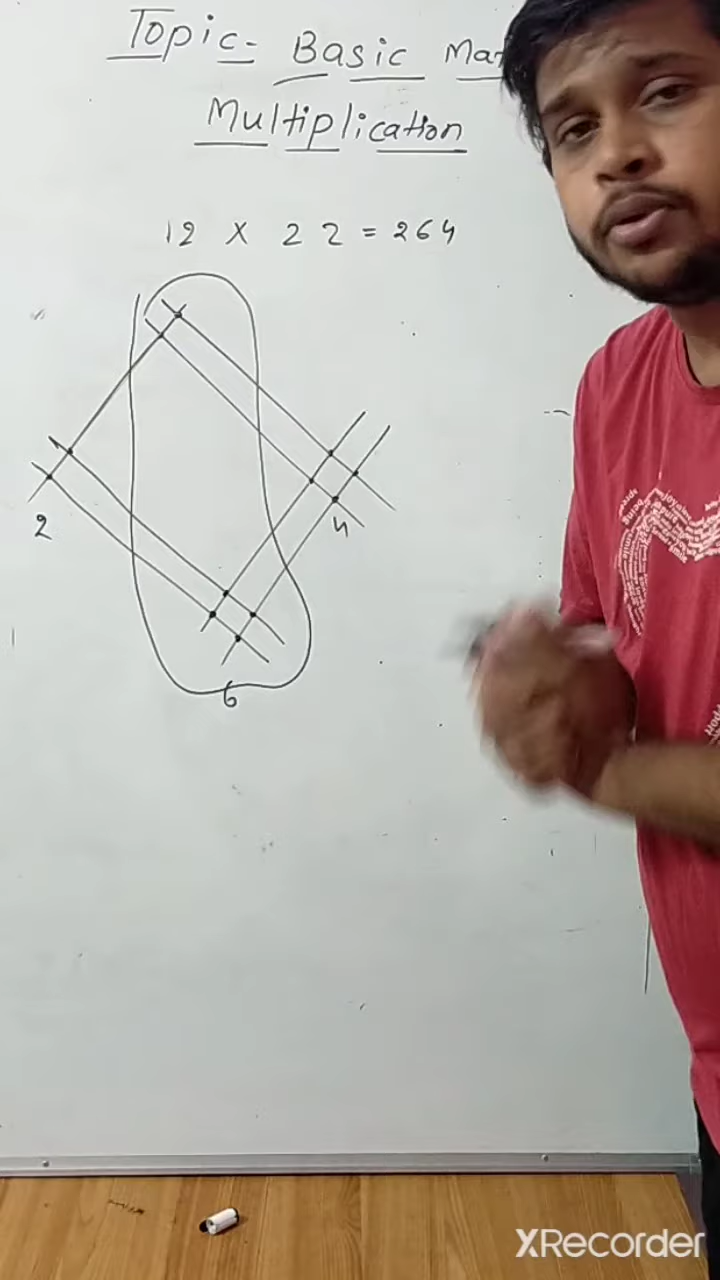 Topic- Basic
Multiplication
12 X 22 = 264
2
4
6
XRecorder